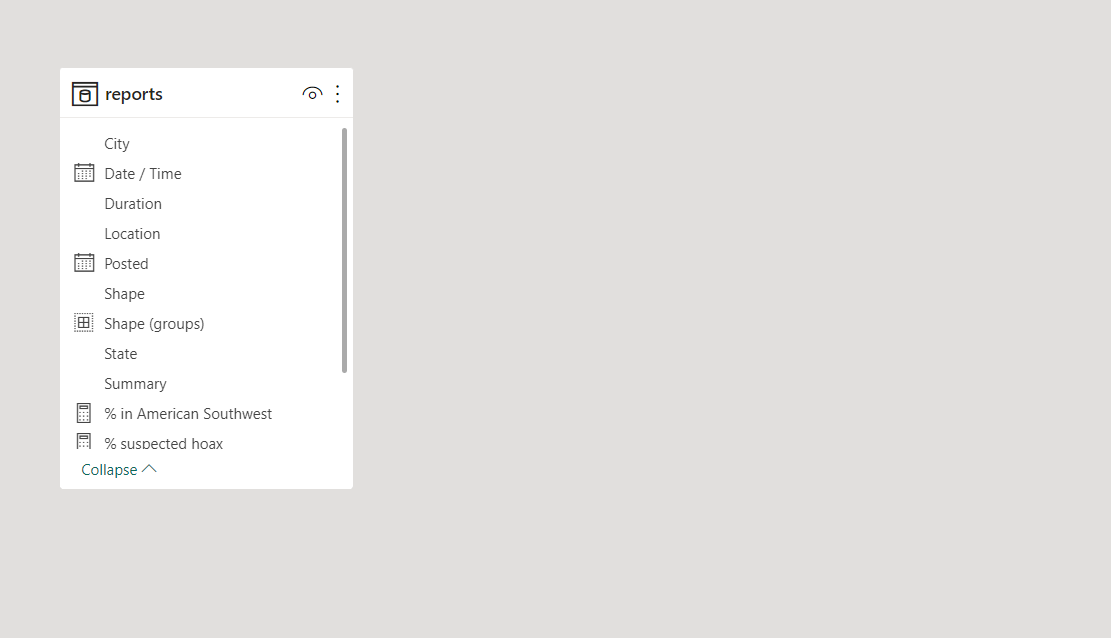 reports
City
Date / Time
Duration
Location
Posted
Shape
Shape (groups)
State
Summary
% in American Southwest
% suspected hoax
Collapse